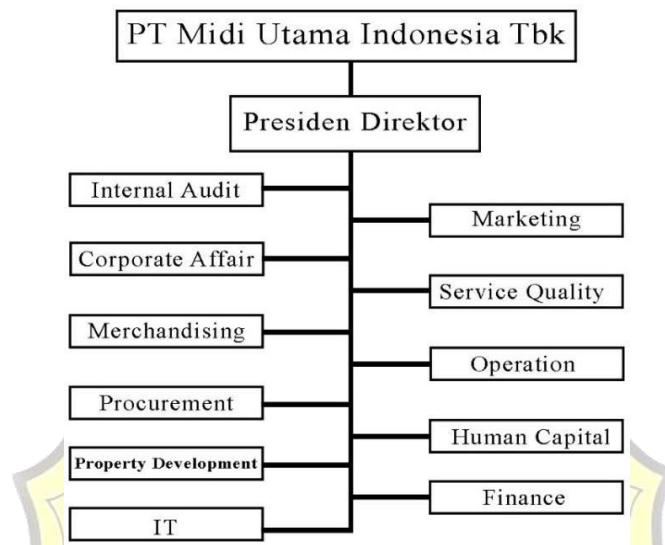 PT Midi Utama Indonesia Tbk
Presiden Direktor
Internal Audit
Marketing
Corporate Affair
Service Quality
Merchandising
Operation
Procurement
Human Capital
Property Development
Finance
IT